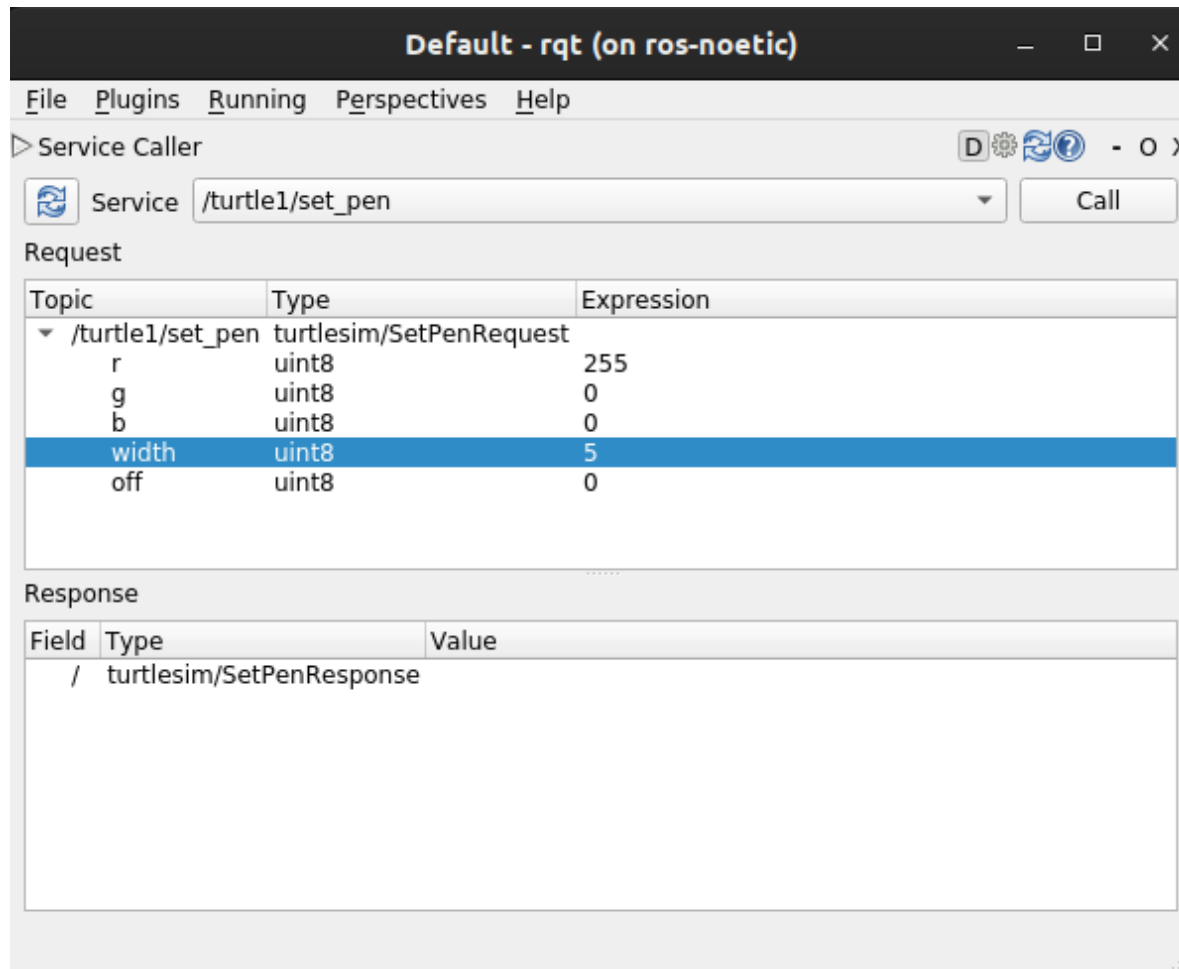 Default - rqt (on ros-noetic)
File Plugins Running Perspectives Help
Service Caller D - O
Service /turtle1/set_pen Call
Request
Topic Type Expression
/turtle1/set_pen turtlesim/SetPenRequest
r uint8 255
g uint8 0
b uint8 0
width uint8 5
off uint8 0
Response
Field Type Value
/ turtlesim/SetPenResponse